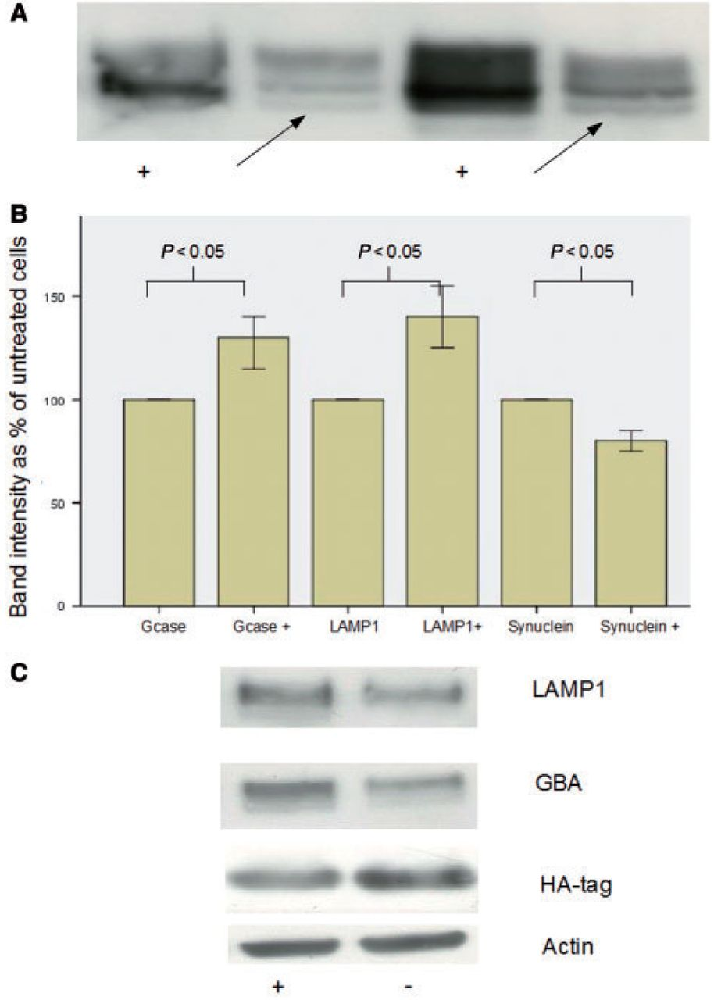 A
+ +
B
P < 0.05 P < 0.05 P < 0.05
Band intensity as % of untreated cells
150
100
50
0
Gcase Gcase + LAMP1 LAMP1+ Synuclein Synuclein +
C
LAMP1
GBA
HA-tag
Actin
+ -